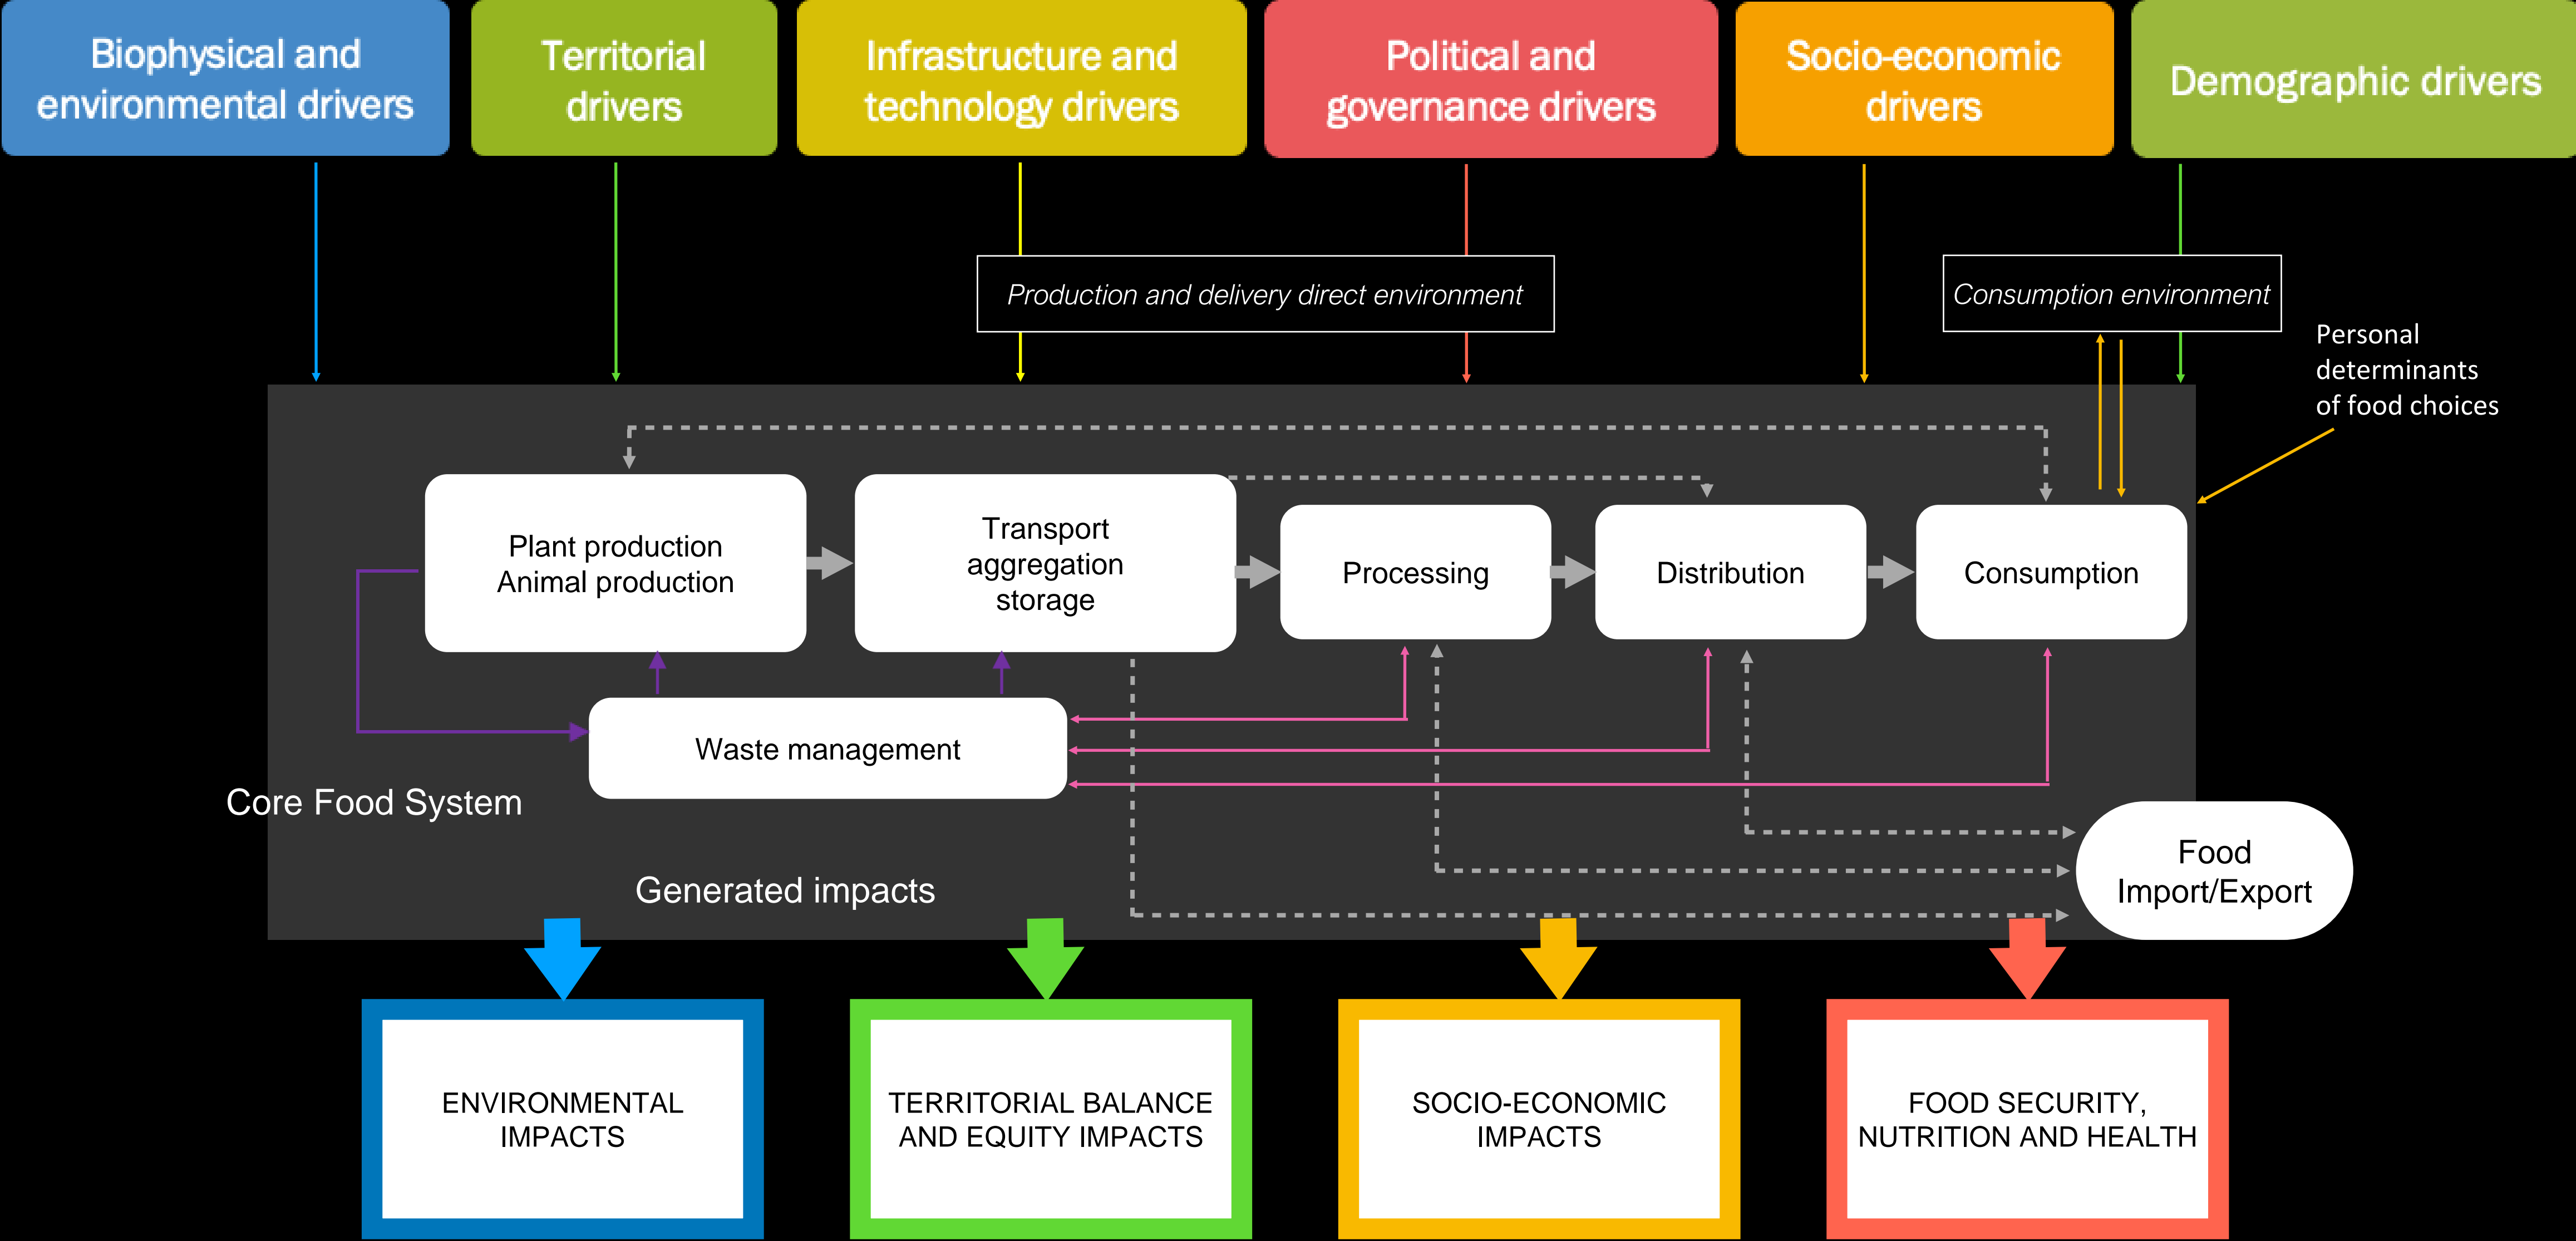 Biophysical and
environmental drivers
Territorial
drivers
Infrastructure and
technology drivers
Political and
governance drivers
Socio-economic
drivers
Demographic drivers
Production and delivery direct environment
Consumption environment
Personal
determinants
of food choices
Plant production
Animal production
Transport
aggregation
storage
Processing
Distribution
Consumption
Waste management
Core Food System
Generated impacts
Food
Import/Export
ENVIRONMENTAL
IMPACTS
TERRITORIAL BALANCE
AND EQUITY IMPACTS
SOCIO-ECONOMIC
IMPACTS
FOOD SECURITY,
NUTRITION AND HEALTH